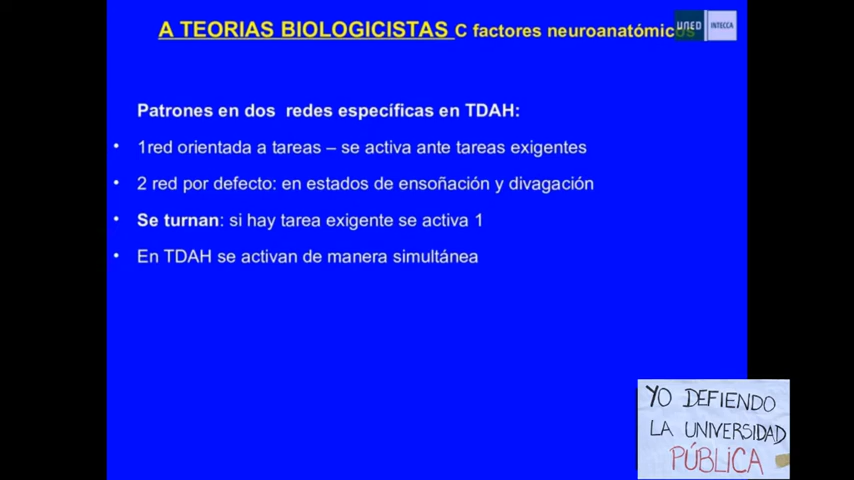 A TEORIAS BIOLOGICISTAS C factores neuroanatómicos
UNED INTECCA
Patrones en dos redes específicas en TDAH:
• 1red orientada a tareas – se activa ante tareas exigentes
• 2 red por defecto: en estados de ensoñación y divagación
• Se turnan: si hay tarea exigente se activa 1
• En TDAH se activan de manera simultánea
YO DEFIENDO
LA UNIVERSIDAD
PÚBLICA